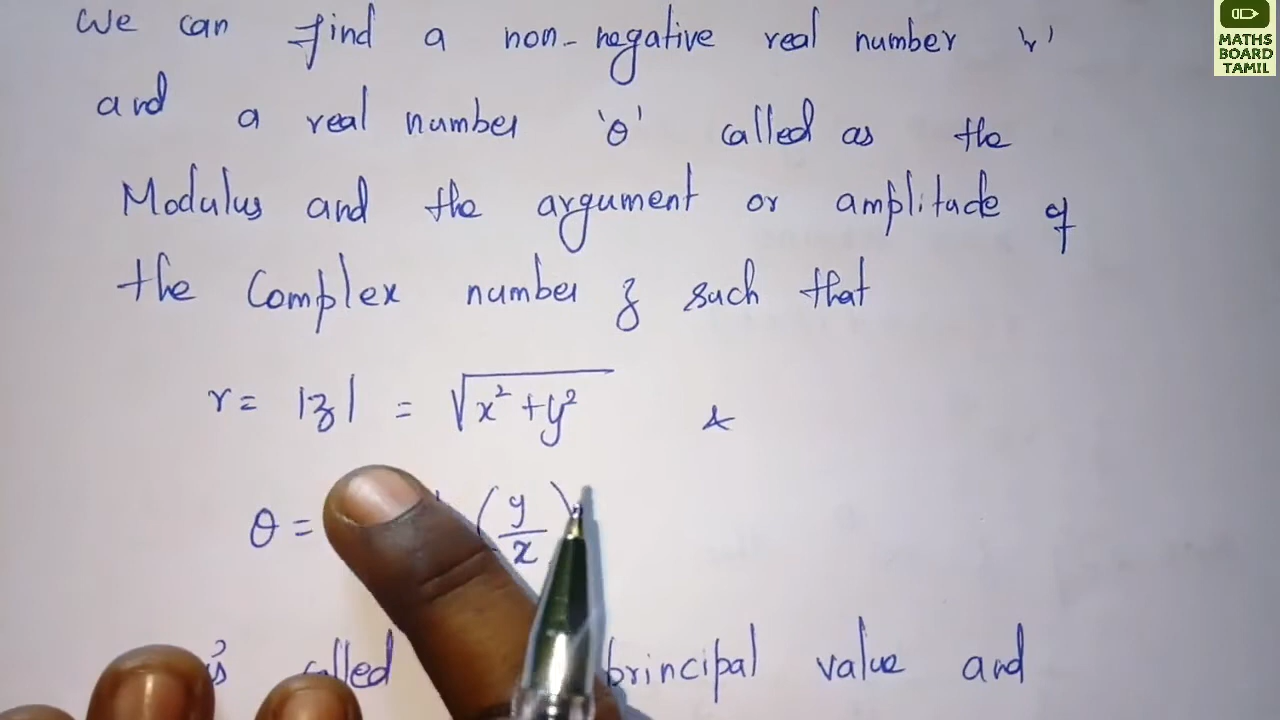 We can find a non-negative real number 'r'
and a real number 'θ' called as the
Modulus and the argument or amplitude of
the Complex number z such that
r = |z| = √x² + y² &
θ = (y/x)
is called principal value and
MATHS
BOARD
TAMIL